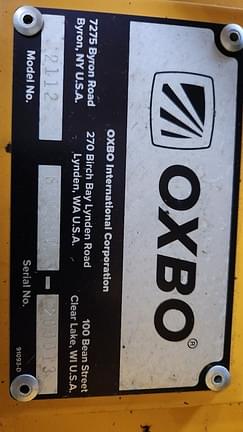 OXBO®
OXBO International Corporation
7275 Byron Road
Byron, NY U.S.A.
270 Birch Bay Lynden Road
Lynden, WA U.S.A.
100 Bean Street
Clear Lake, WI U.S.A.
2112
Model No.
Serial No.
91093-D